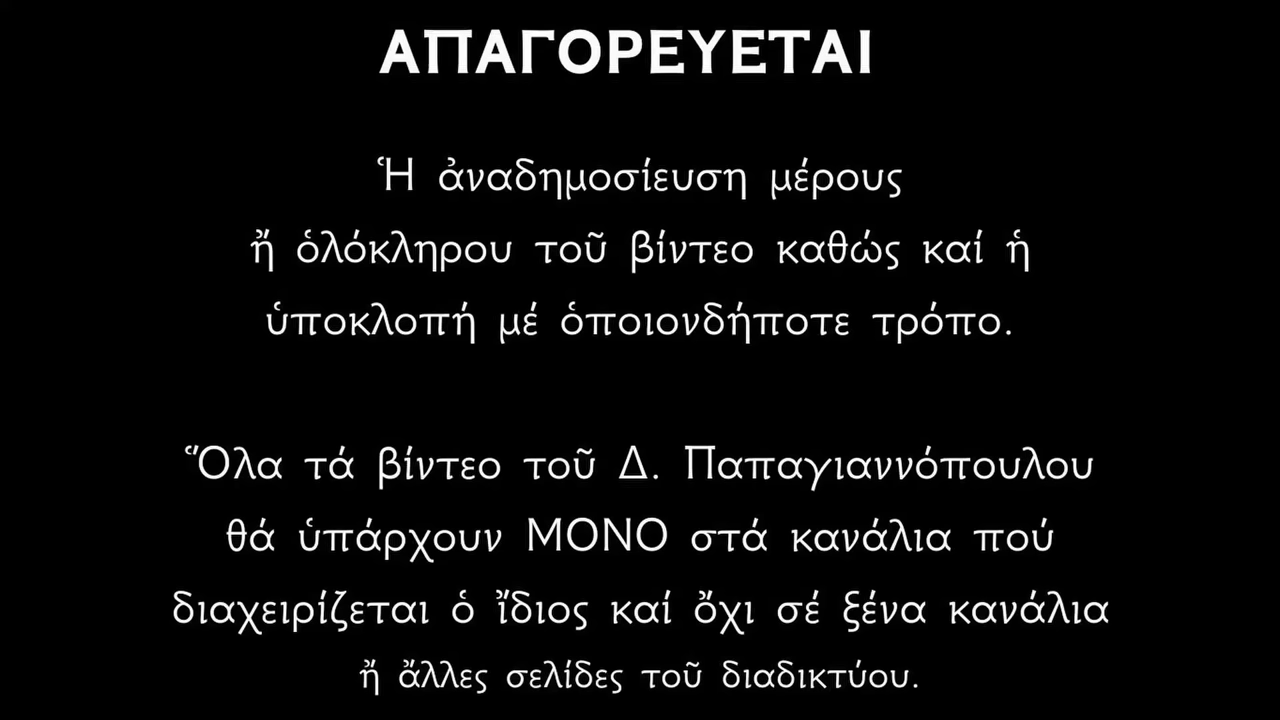 ΑΠΑΓΟΡΕΥΕΤΑΙ
Ἡ ἀναδημοσίευση μέρους
ἤ ὁλόκληρου τοῦ βίντεο καθώς καί ἡ
ὑποκλοπή μέ ὁποιονδήποτε τρόπο.
Ὅλα τά βίντεο τοῦ Δ. Παπαγιαννόπουλου
θά ὑπάρχουν ΜΟΝΟ στά κανάλια πού
διαχειρίζεται ὁ ἴδιος καί ὄχι σέ ξένα κανάλια
ἤ ἄλλες σελίδες τοῦ διαδικτύου.